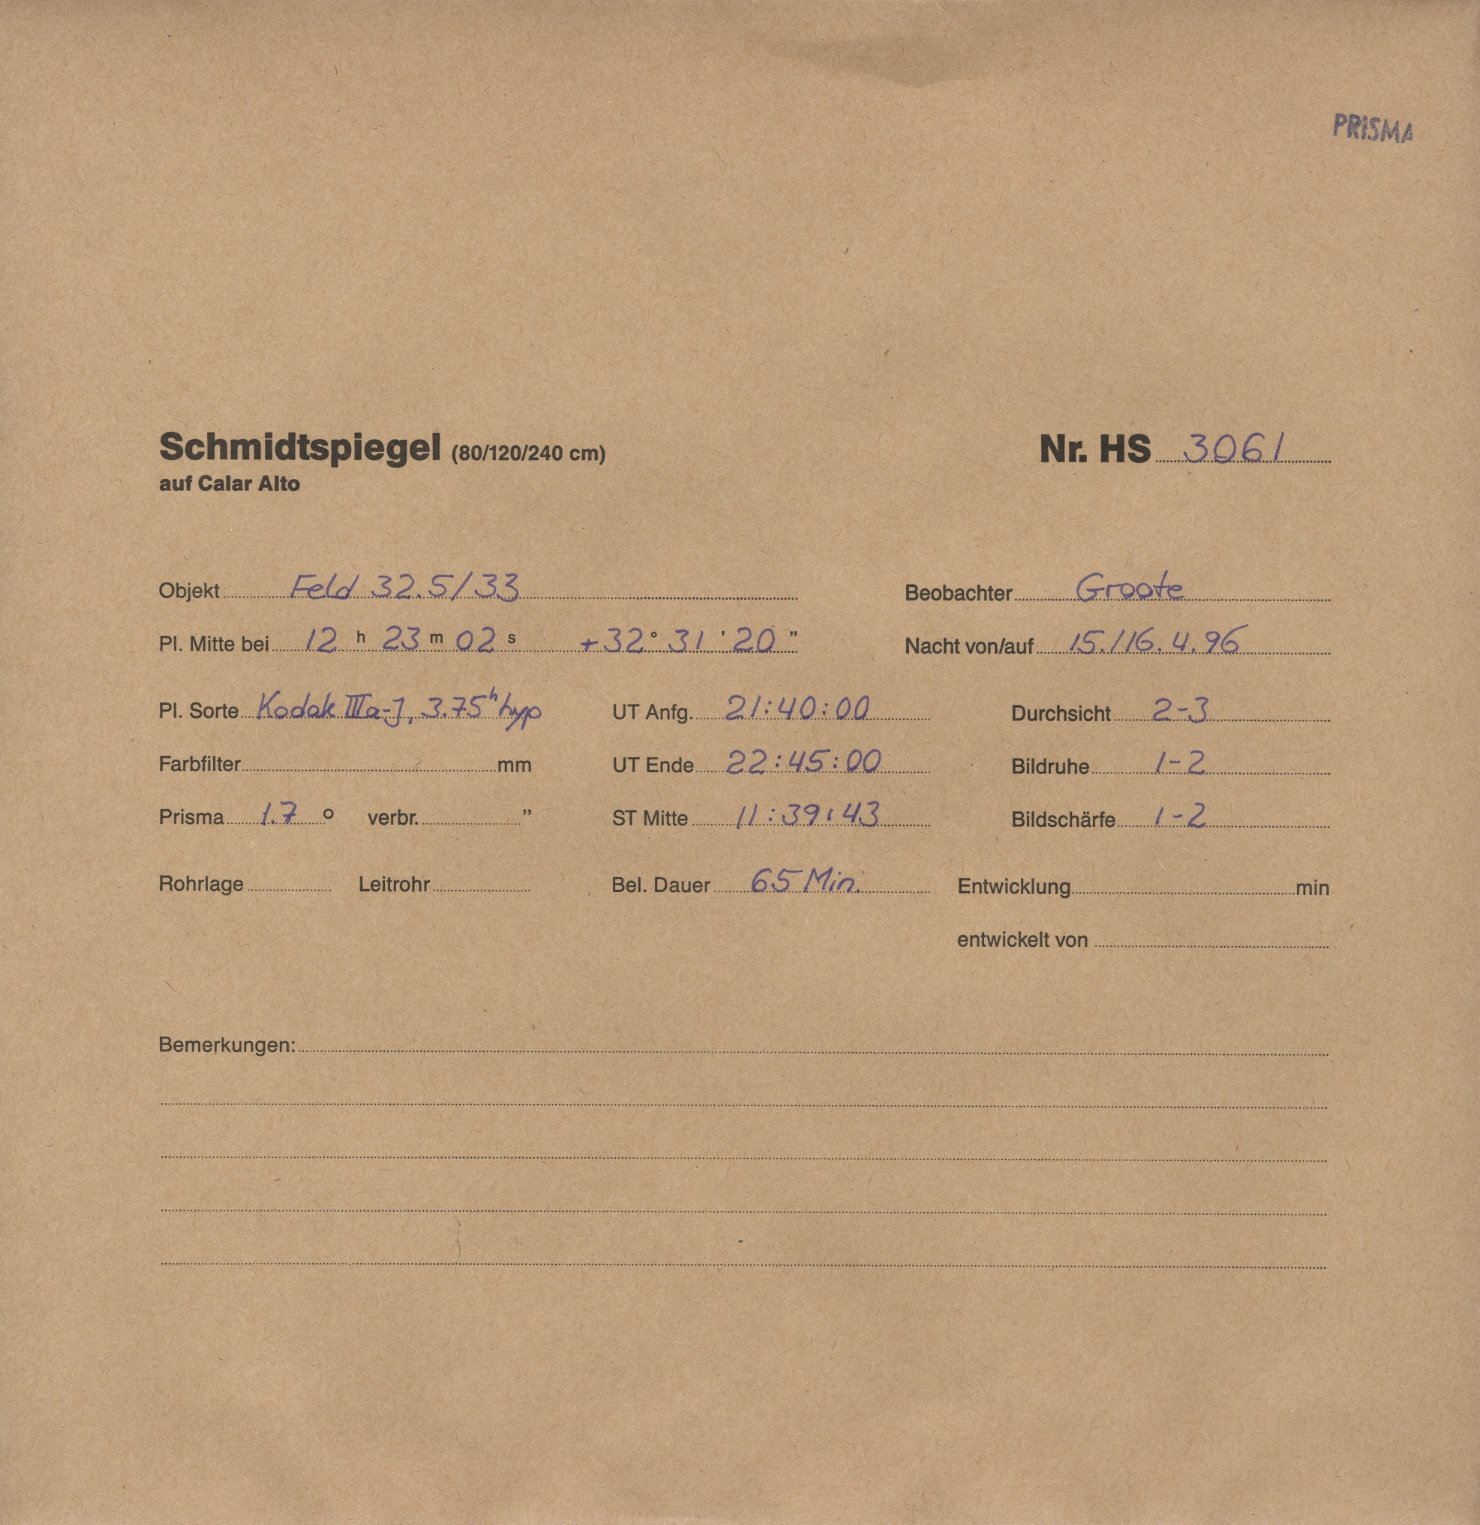 PRISMA
Schmidtspiegel (80/120/240 cm) Nr. HS 3061
auf Calar Alto
Objekt Feld 32.5/33 Beobachter Groote
Pl. Mitte bei 12 h 23 m 02 s +32° 31' 20" Nacht von/auf 15./16.4.96
Pl. Sorte Kodak IIIa-J, 3.75h hyp UT Anfg. 21:40:00 Durchsicht 2-3
Farbfilter mm UT Ende 22:45:00 Bildruhe 1-2
Prisma 1.7 ° verbr. " ST Mitte 11:39:43 Bildschärfe 1-2
Rohrlage Leitrohr Bel. Dauer 65 Min. Entwicklung min
entwickelt von
Bemerkungen: